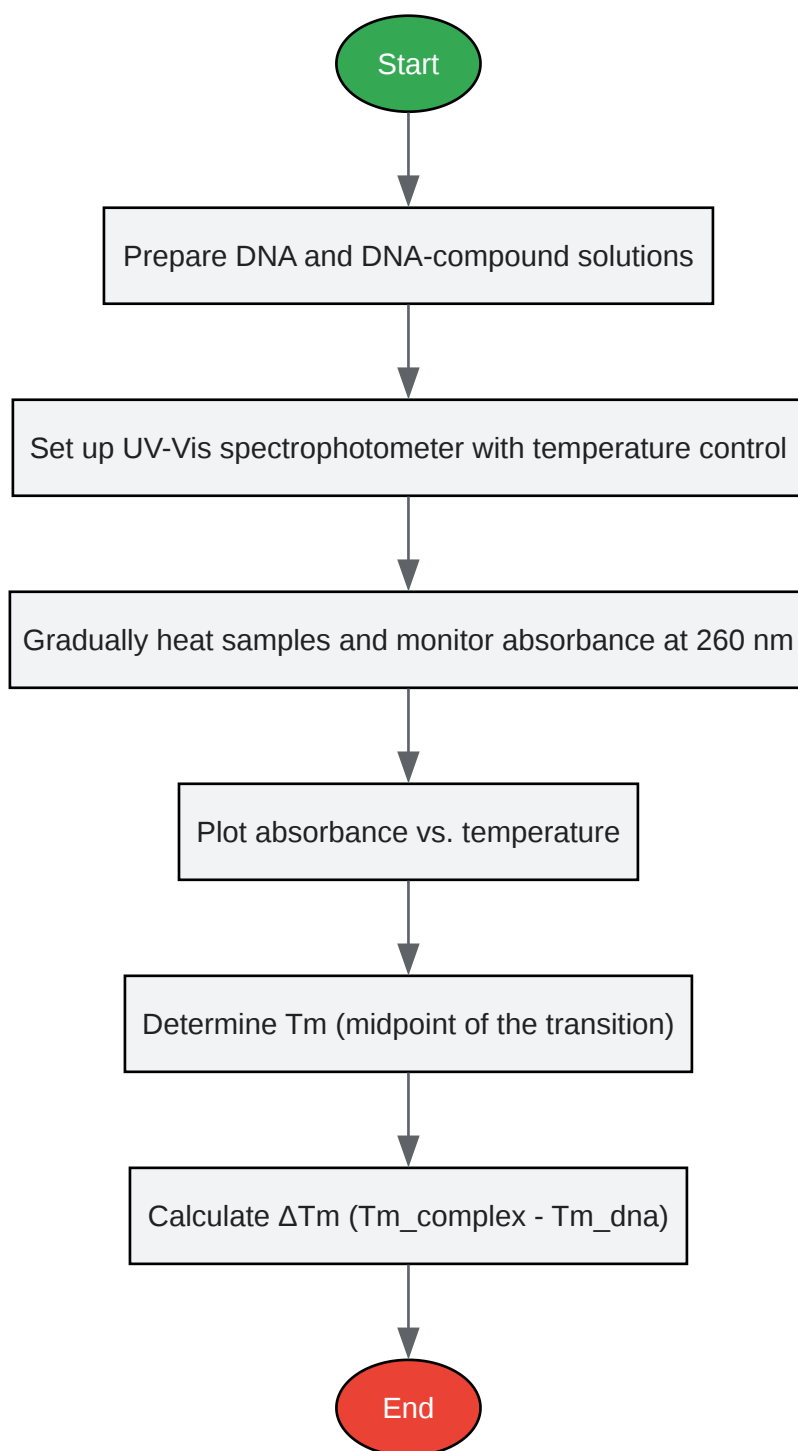 Start
Prepare DNA and DNA-compound solutions
Set up UV-Vis spectrophotometer with temperature control
Gradually heat samples and monitor absorbance at 260 nm
Plot absorbance vs. temperature
Determine Tm (midpoint of the transition)
Calculate ΔTm (Tm_complex - Tm_dna)
End